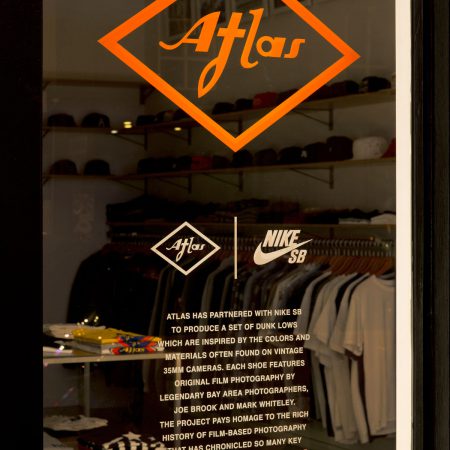 Atlas
Atlas
NIKE
SB
ATLAS HAS PARTNERED WITH NIKE SB
TO PRODUCE A SET OF DUNK LOWS
WHICH ARE INSPIRED BY THE COLORS AND
MATERIALS OFTEN FOUND ON VINTAGE
35MM CAMERAS. EACH SHOE FEATURES
ORIGINAL FILM PHOTOGRAPHY BY
LEGENDARY BAY AREA PHOTOGRAPHERS,
JOE BROOK AND MARK WHITELEY.
THE PROJECT PAYS HOMAGE TO THE RICH
HISTORY OF FILM-BASED PHOTOGRAPHY
THAT HAS CHRONICLED SO MANY KEY